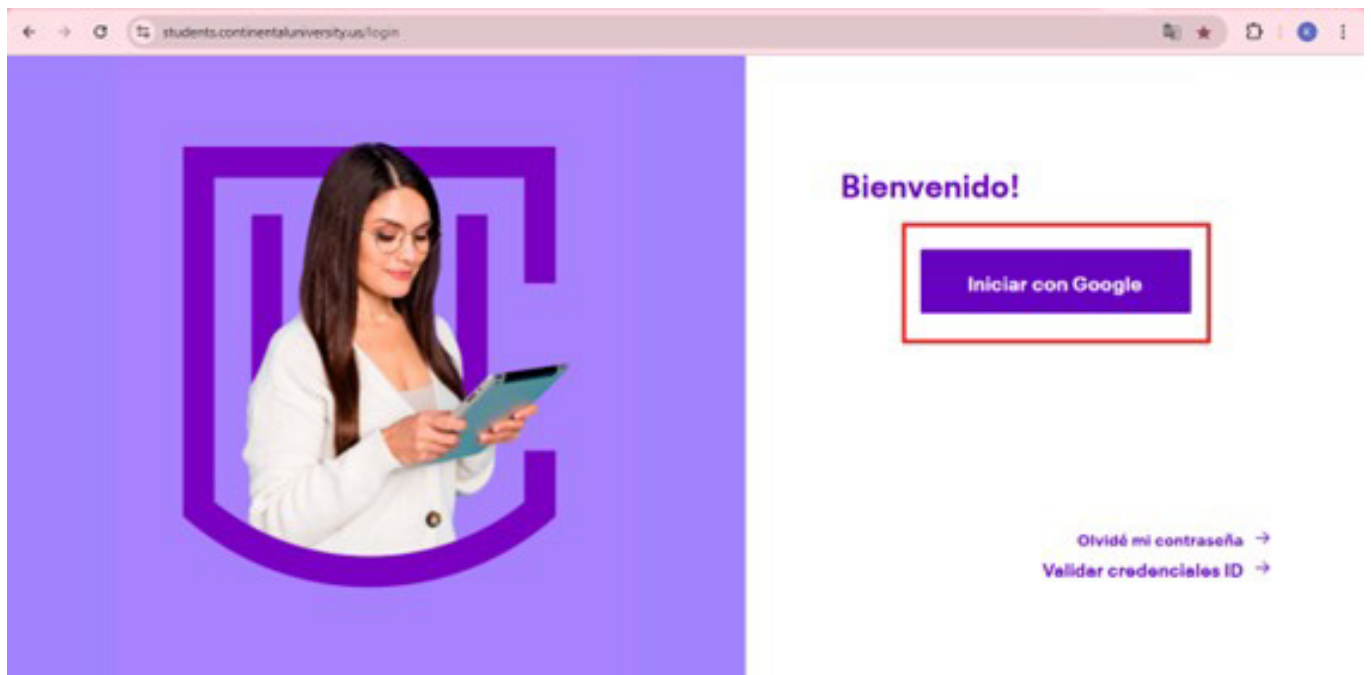 students.continentaluniversity.us/login
Bienvenido!
Iniciar con Google
Olvidé mi contraseña →
Validar credenciales ID →